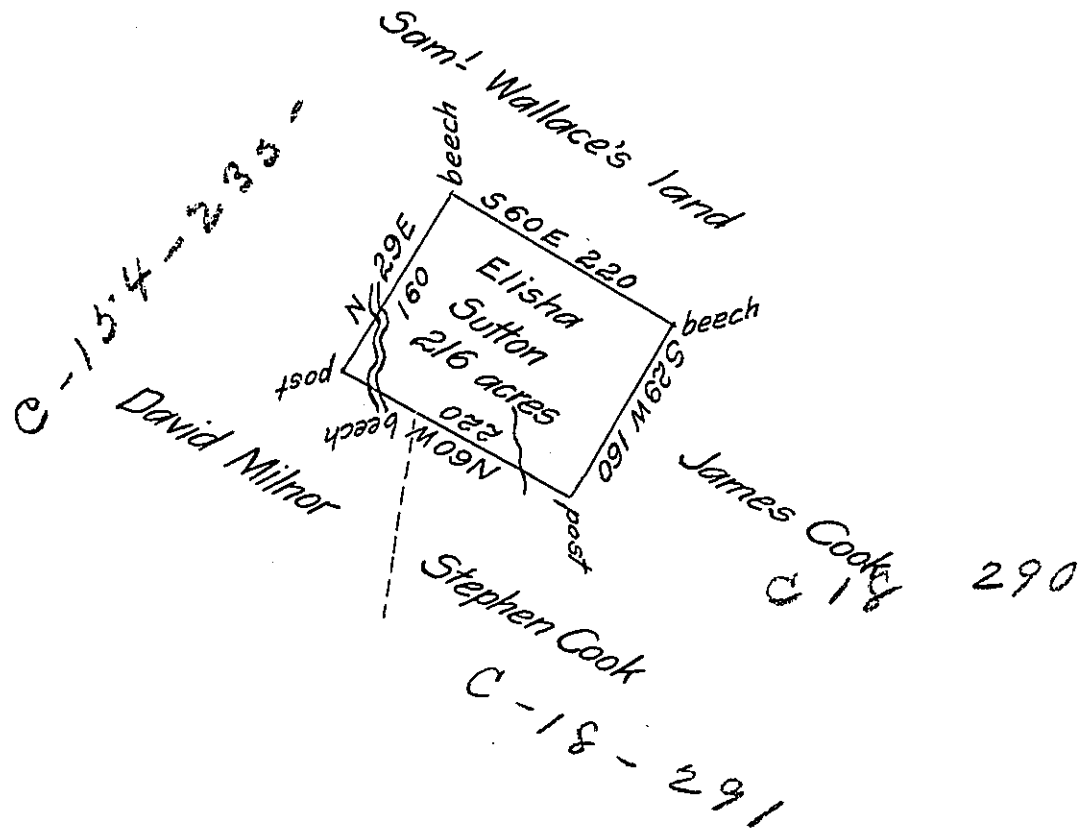 Sam! Wallace's land
C-154-235
beech
S60E 220
N 29E
160
Elisha
Sutton
216 acres
beech
S29W 160
post
beech
N60W
220
post
David Milnor
James Cook
C 18 290
Stephen Cook
C-18-291